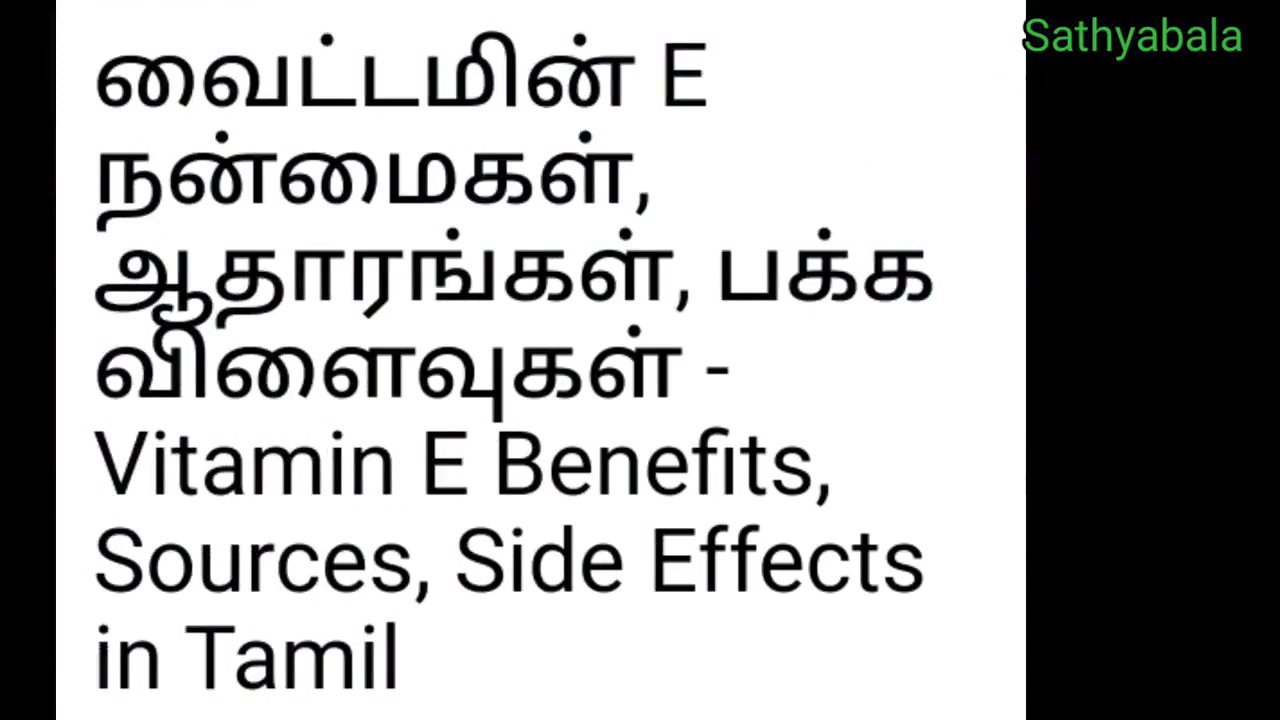 வைட்டமின் E
நன்மைகள்,
ஆதாரங்கள், பக்க
விளைவுகள் -
Vitamin E Benefits,
Sources, Side Effects
in Tamil
Sathyabala